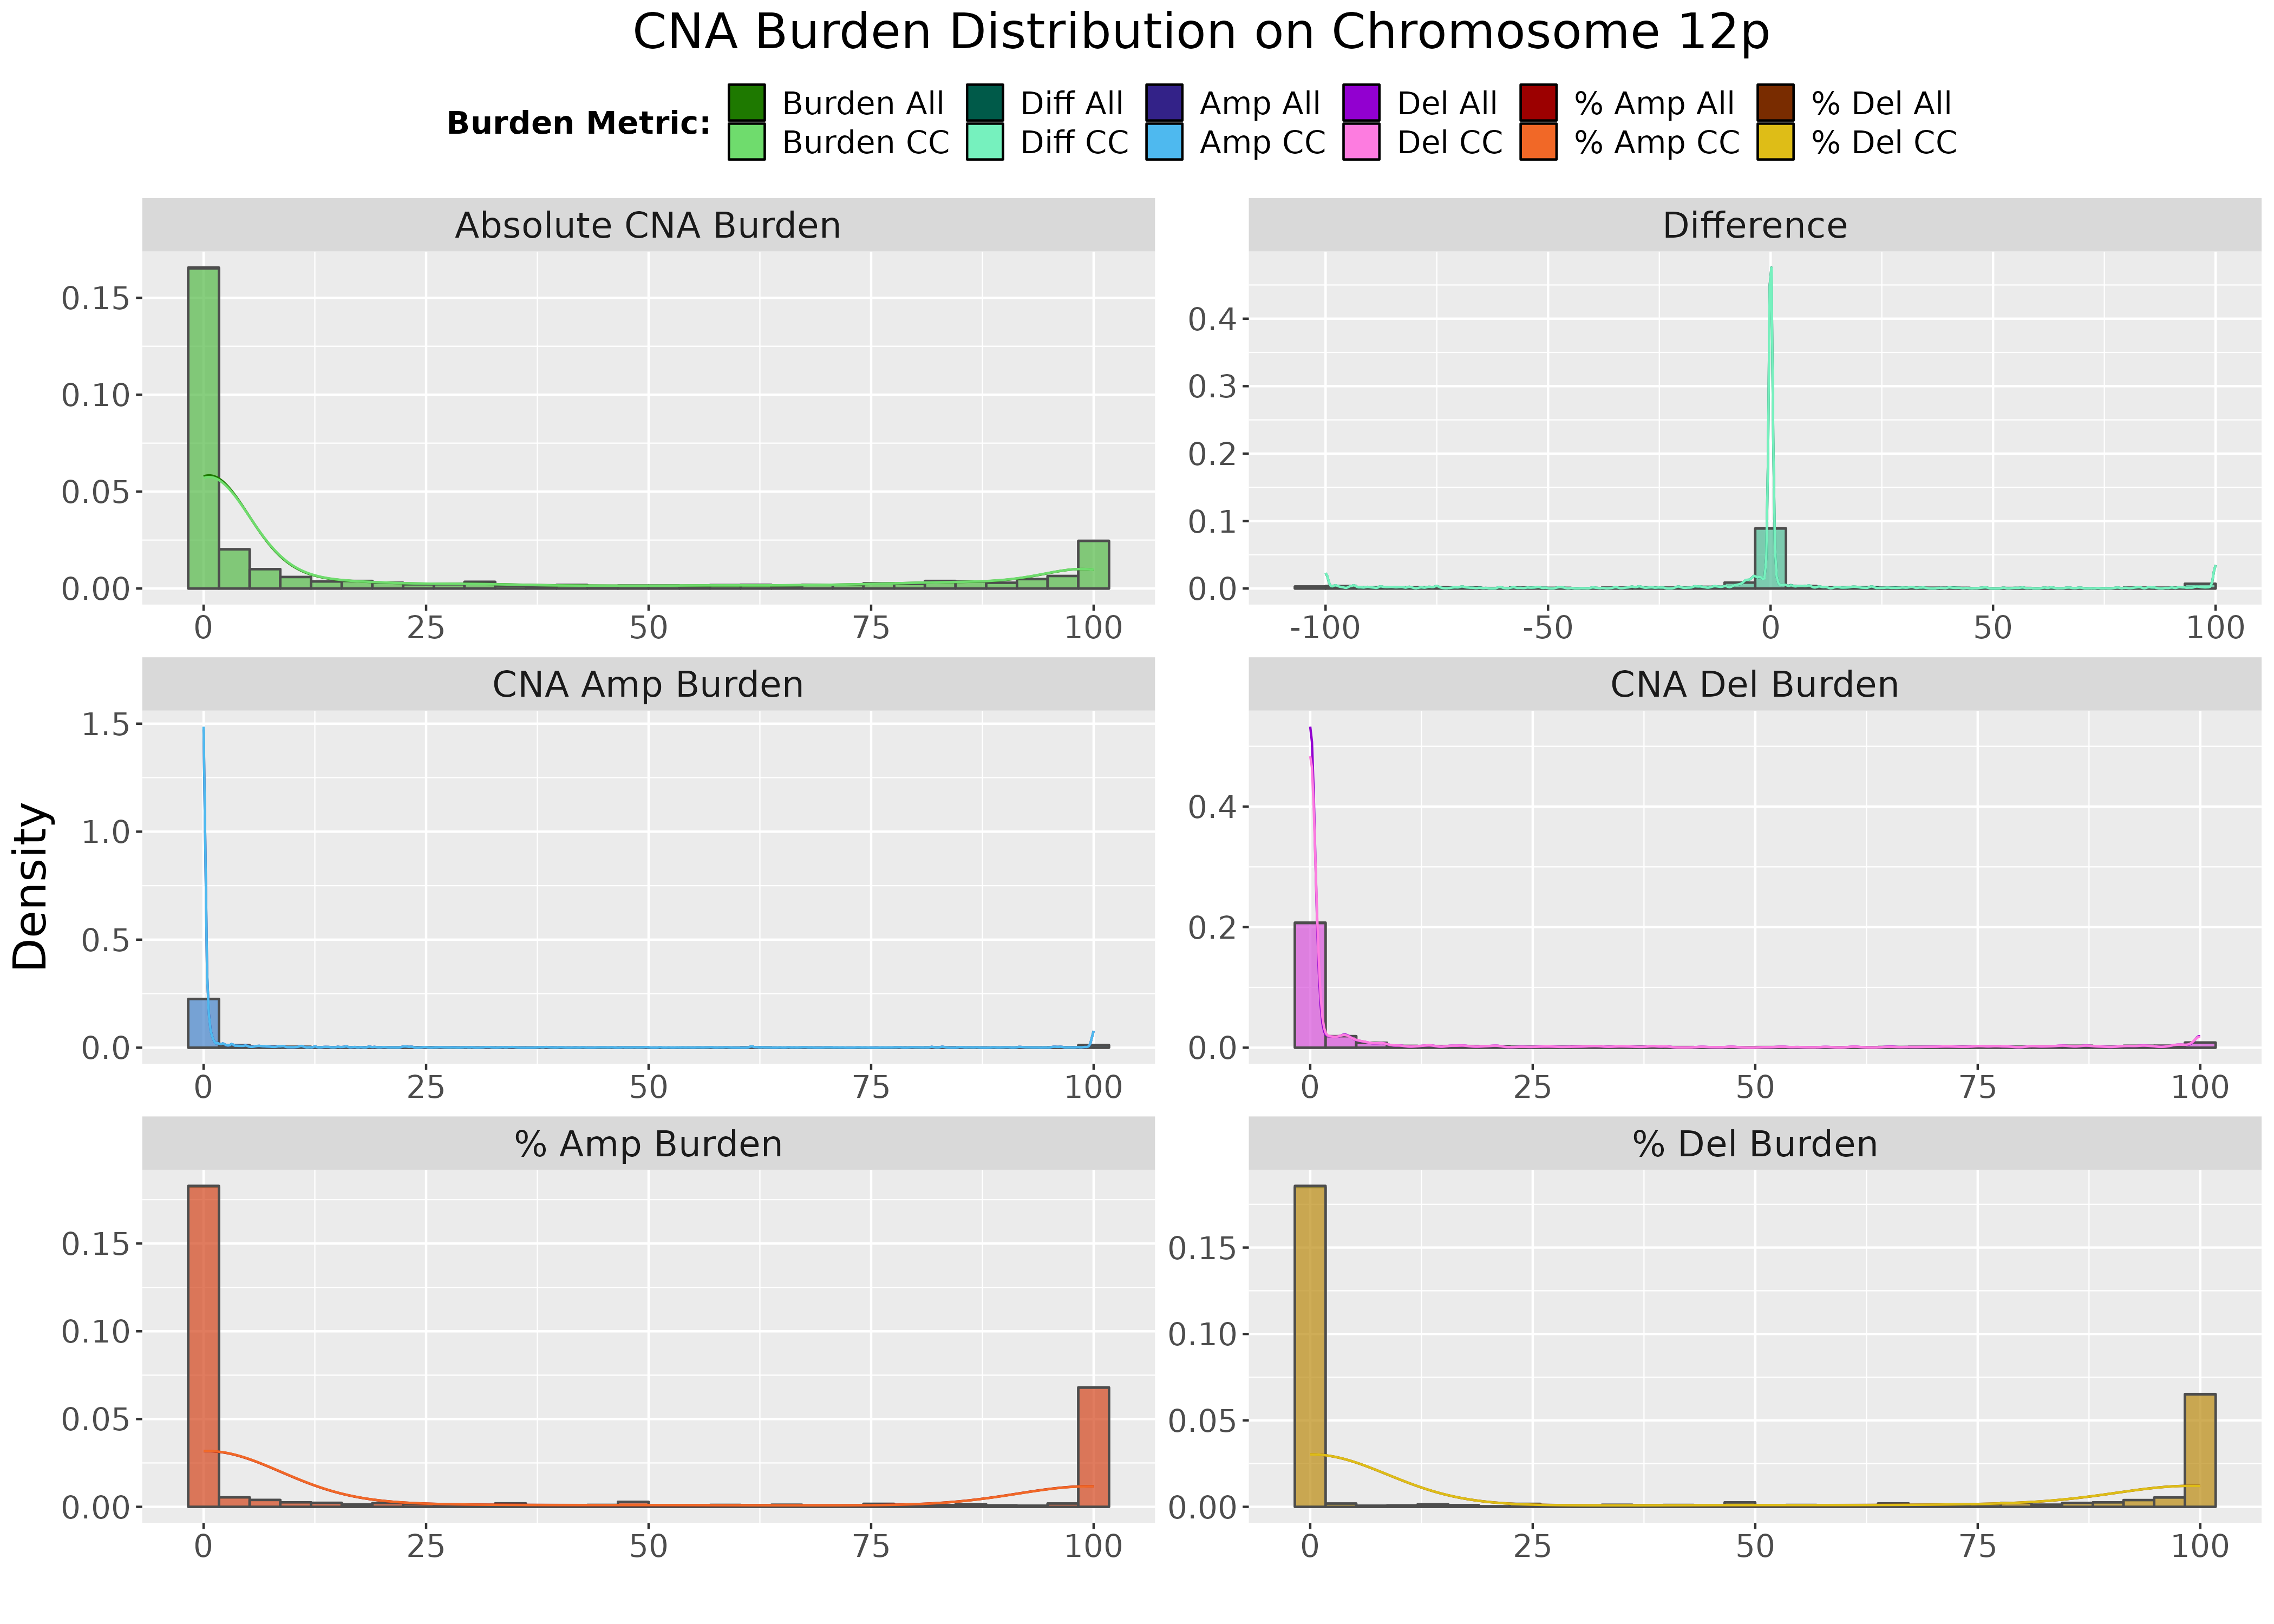 CNA Burden Distribution on Chromosome 12p
Burden Metric:
Burden All Diff All Amp All Del All % Amp All % Del All
Burden CC Diff CC Amp CC Del CC % Amp CC % Del CC
Absolute CNA Burden
0.15
0.10
0.05
0.00
0 25 50 75 100
Difference
0.4
0.3
0.2
0.1
0.0
-100 -50 0 50 100
Density
CNA Amp Burden
1.5
1.0
0.5
0.0
0 25 50 75 100
CNA Del Burden
0.4
0.2
0.0
0 25 50 75 100
% Amp Burden
0.15
0.10
0.05
0.00
0 25 50 75 100
% Del Burden
0.15
0.10
0.05
0.00
0 25 50 75 100